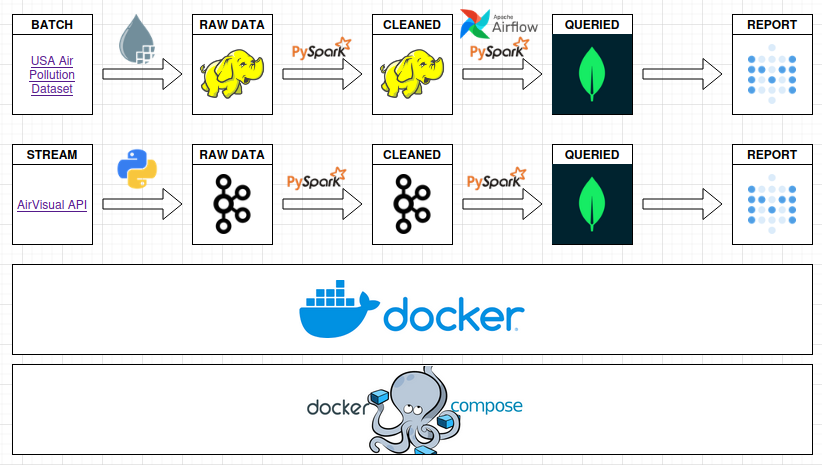 BATCH
RAW DATA
CLEANED
QUERIED
REPORT
USA Air
Pollution
Dataset
PySpark
Apache
Airflow
PySpark
STREAM
RAW DATA
CLEANED
QUERIED
REPORT
AirVisual API
PySpark
PySpark
docker
docker
compose